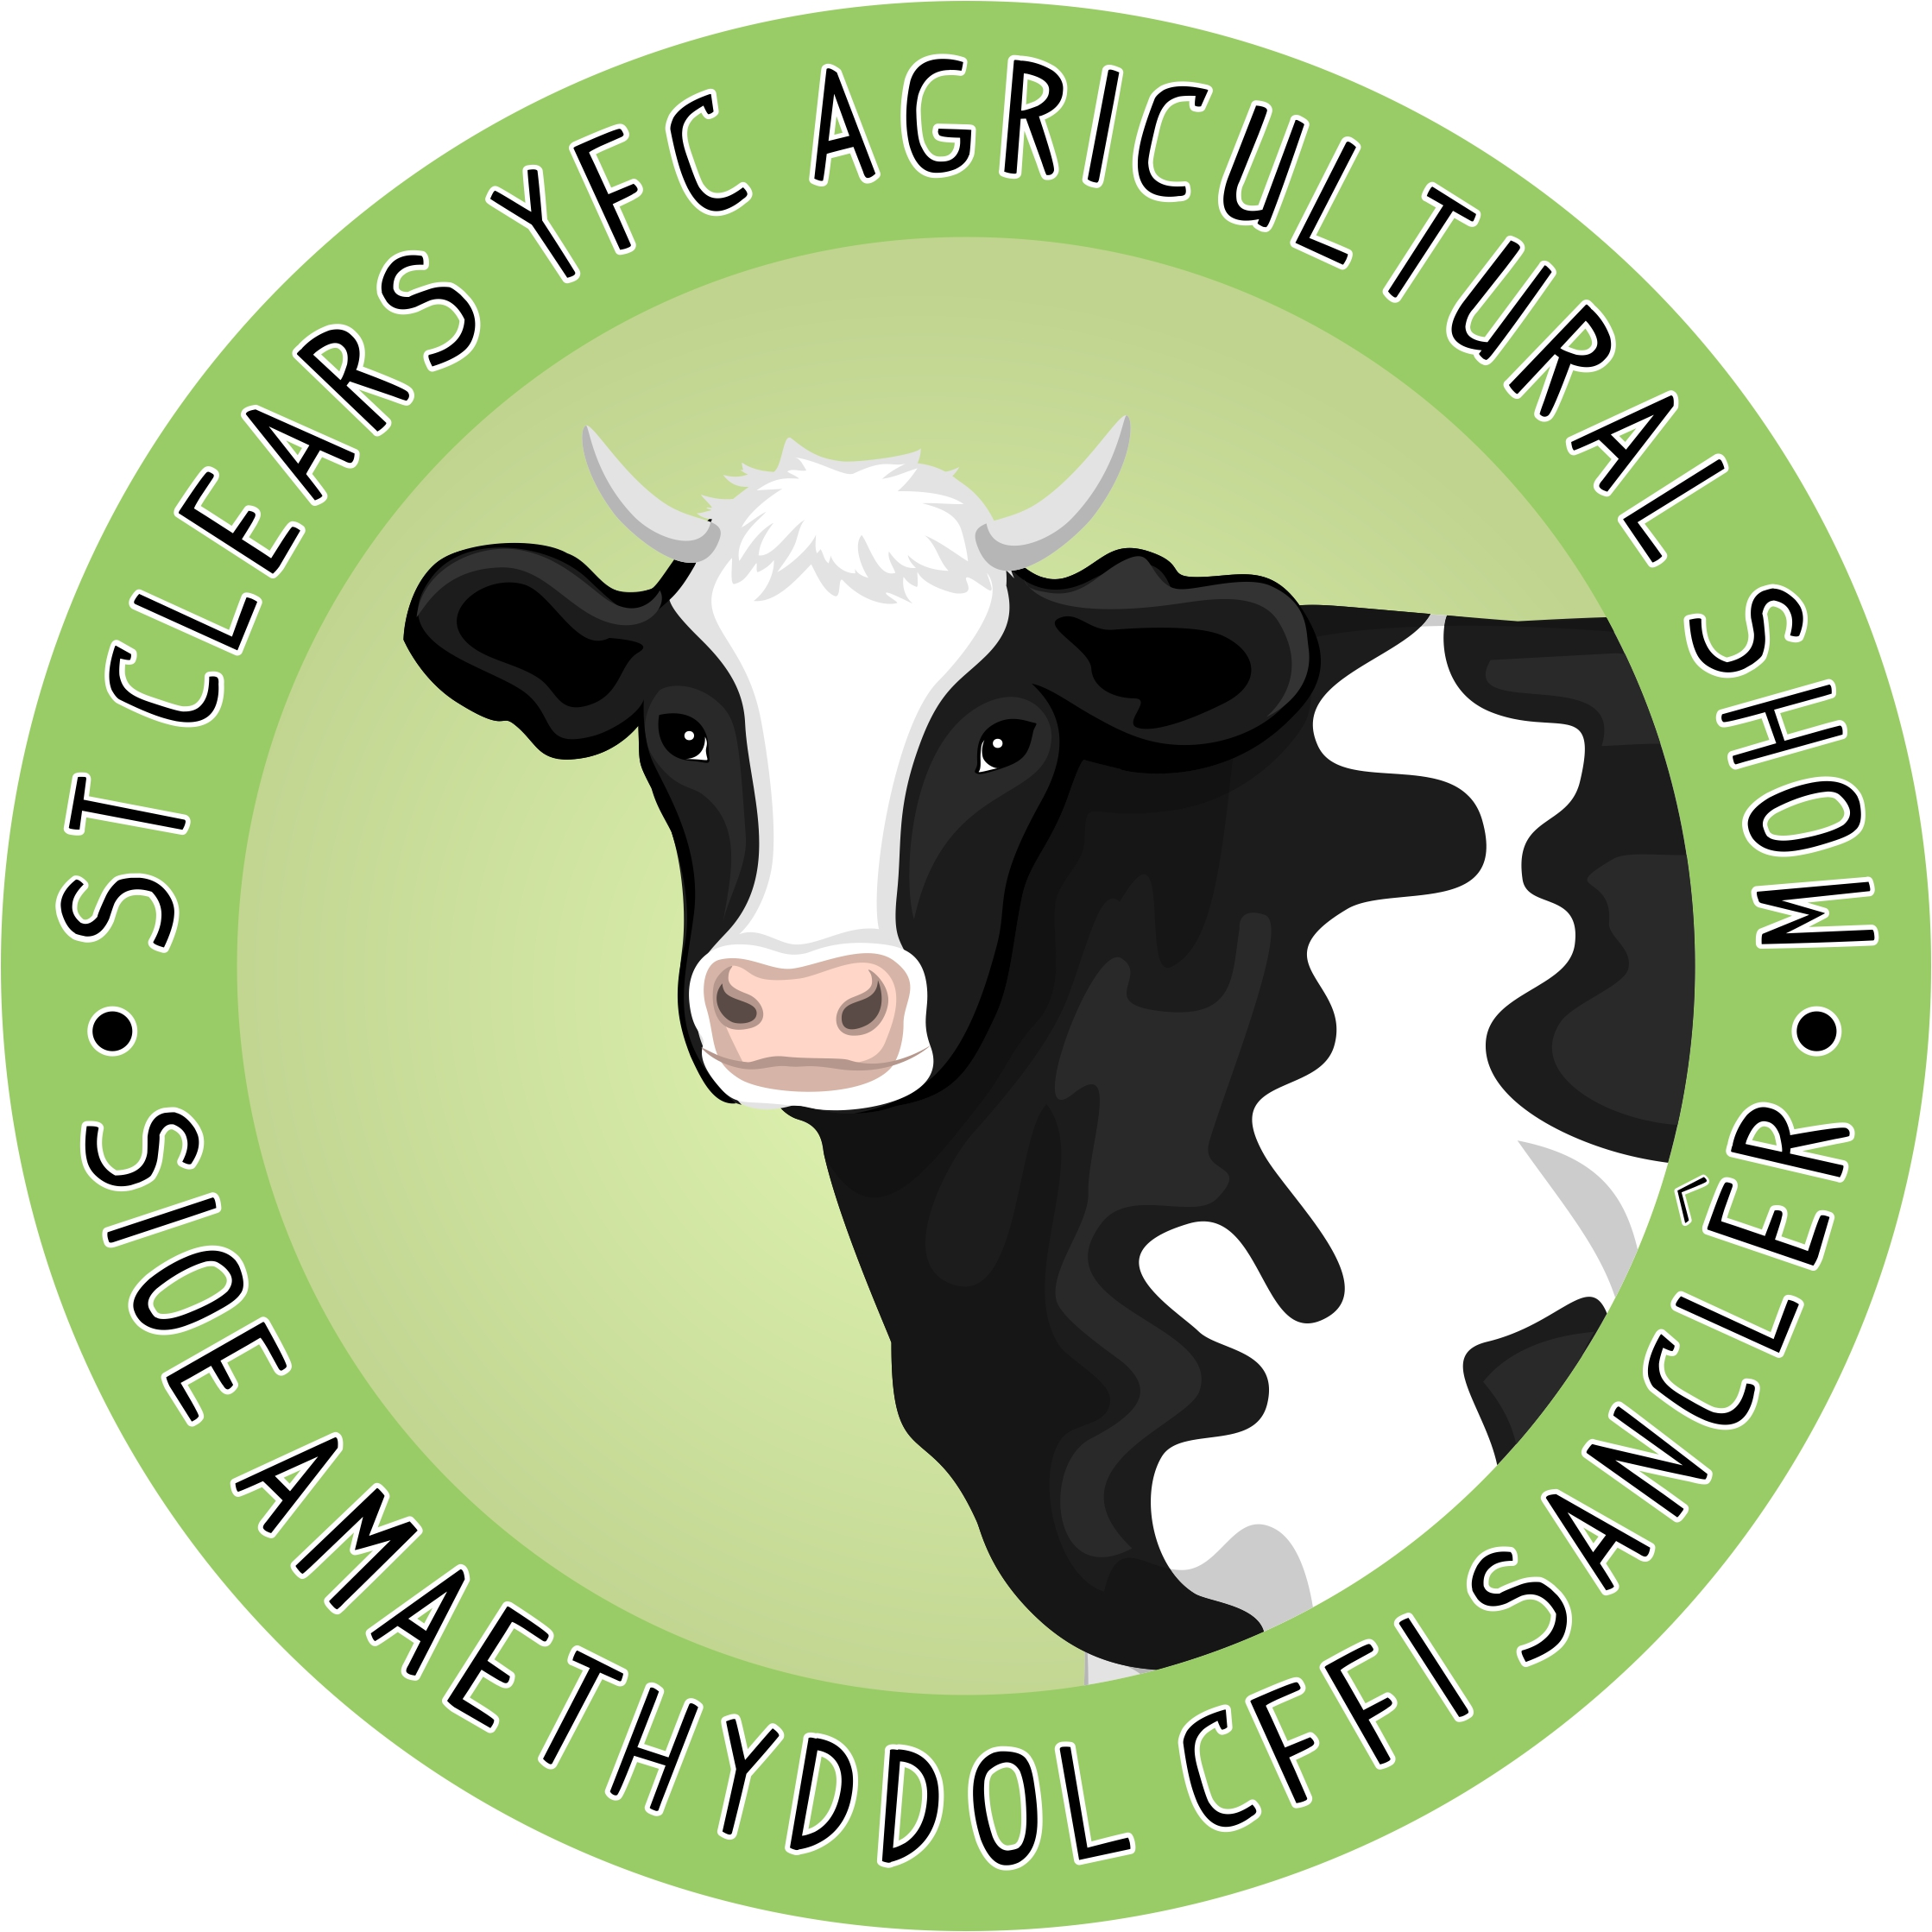 ST CLEARS YFC AGRICULTURAL SHOW
SIOE AMAETHYDDOL CFFI SANCLÊR